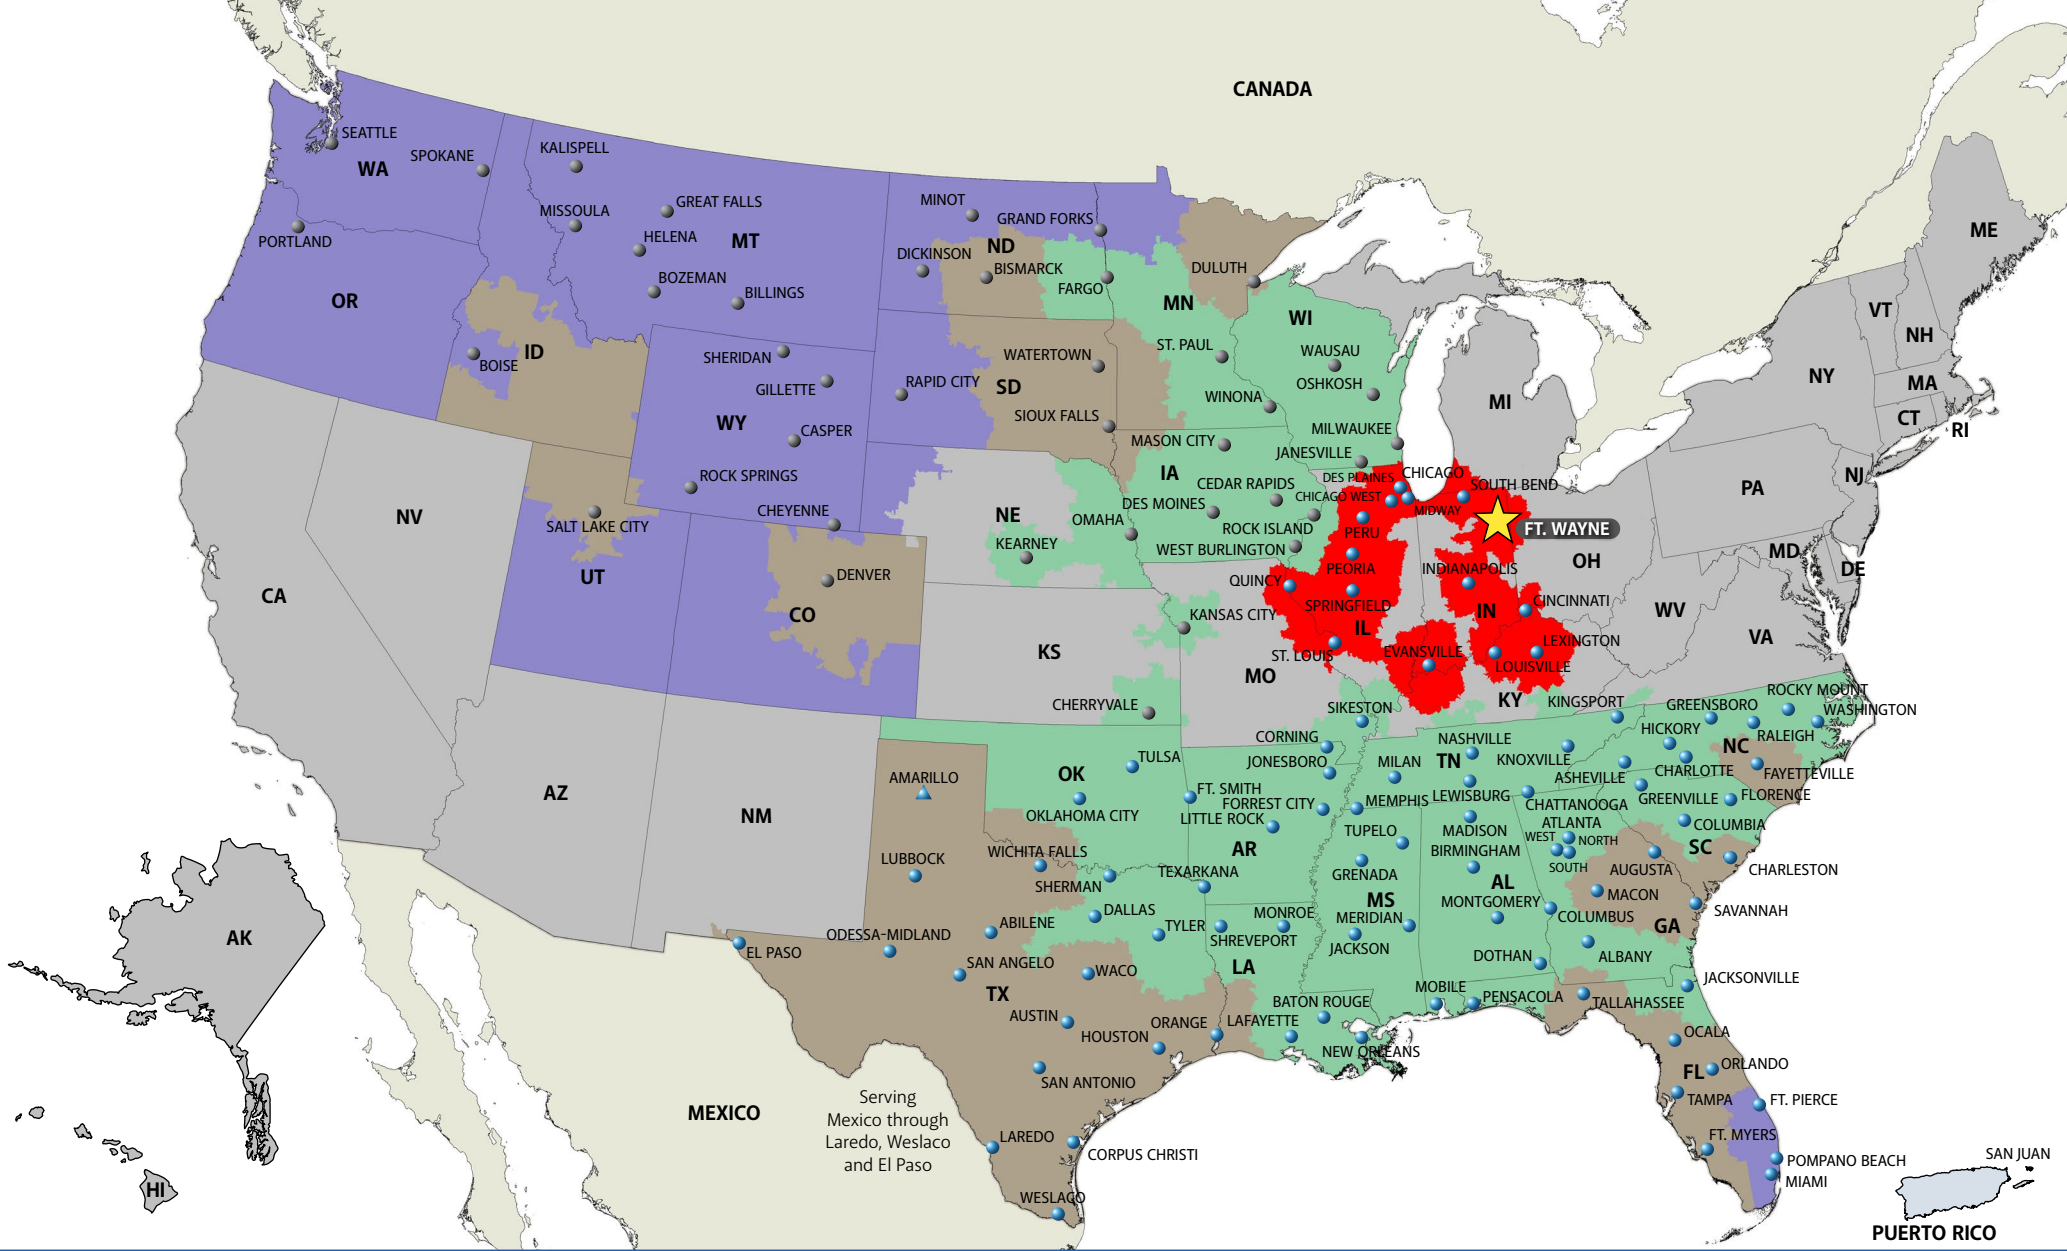 CANADA
SEATTLE
SPOKANE
WA
KALISPELL
MISSOULA
GREAT FALLS
HELENA
MT
BOZEMAN
BILLINGS
PORTLAND
OR
BOISE
ID
MINOT
GRAND FORKS
ND
DICKINSON
BISMARCK
FARGO
DULUTH
MN
WI
ST. PAUL
WAUSAU
OSHKOSH
WINONA
MILWAUKEE
JANESVILLE
SHERIDAN
GILLETTE
WY
CASPER
ROCK SPRINGS
CHEYENNE
WATERTOWN
RAPID CITY
SD
SIOUX FALLS
MASON CITY
IA
CEDAR RAPIDS
DES MOINES
ROCK ISLAND
WEST BURLINGTON
NE
OMAHA
KEARNEY
DES PLAINES
CHICAGO
CHICAGO WEST
MIDWAY
SOUTH BEND
FT. WAYNE
PERU
PEORIA
INDIANAPOLIS
QUINCY
SPRINGFIELD
IL
IN
CINCINNATI
ST. LOUIS
EVANSVILLE
LEXINGTON
LOUISVILLE
MI
OH
ME
VT
NH
NY
MA
CT
RI
PA
NJ
MD
DE
WV
VA
KY
NV
CA
SALT LAKE CITY
UT
DENVER
CO
KS
KANSAS CITY
CHERRYVALE
MO
SIKESTON
AZ
NM
CORNING
JONESBORO
TULSA
OK
OKLAHOMA CITY
FT. SMITH
FORREST CITY
LITTLE ROCK
AR
TEXARKANA
NASHVILLE
TN
MILAN
KNOXVILLE
KINGSPORT
MEMPHIS
LEWISBURG
CHATTANOOGA
ROCKY MOUNT
GREENSBORO
WASHINGTON
HICKORY
RALEIGH
NC
CHARLOTTE
ASHEVILLE
FAYETTEVILLE
GREENVILLE
FLORENCE
COLUMBIA
SC
CHARLESTON
TUPELO
MADISON
ATLANTA
WEST
NORTH
SOUTH
BIRMINGHAM
GRENADA
AL
AUGUSTA
MS
MONTGOMERY
MACON
MERIDIAN
COLUMBUS
SAVANNAH
GA
JACKSON
DOTHAN
ALBANY
AMARILLO
LUBBOCK
WICHITA FALLS
SHERMAN
DALLAS
ABILENE
TYLER
ODESSA-MIDLAND
EL PASO
SAN ANGELO
WACO
TX
MONROE
SHREVEPORT
LA
AUSTIN
HOUSTON
ORANGE
LAFAYETTE
BATON ROUGE
NEW ORLEANS
SAN ANTONIO
MOBILE
PENSACOLA
TALLAHASSEE
JACKSONVILLE
OCALA
ORLANDO
FL
TAMPA
FT. PIERCE
FT. MYERS
POMPANO BEACH
MIAMI
AK
HI
MEXICO
Serving
Mexico through
Laredo, Weslaco
and El Paso
LAREDO
CORPUS CHRISTI
WESLACO
SAN JUAN
PUERTO RICO